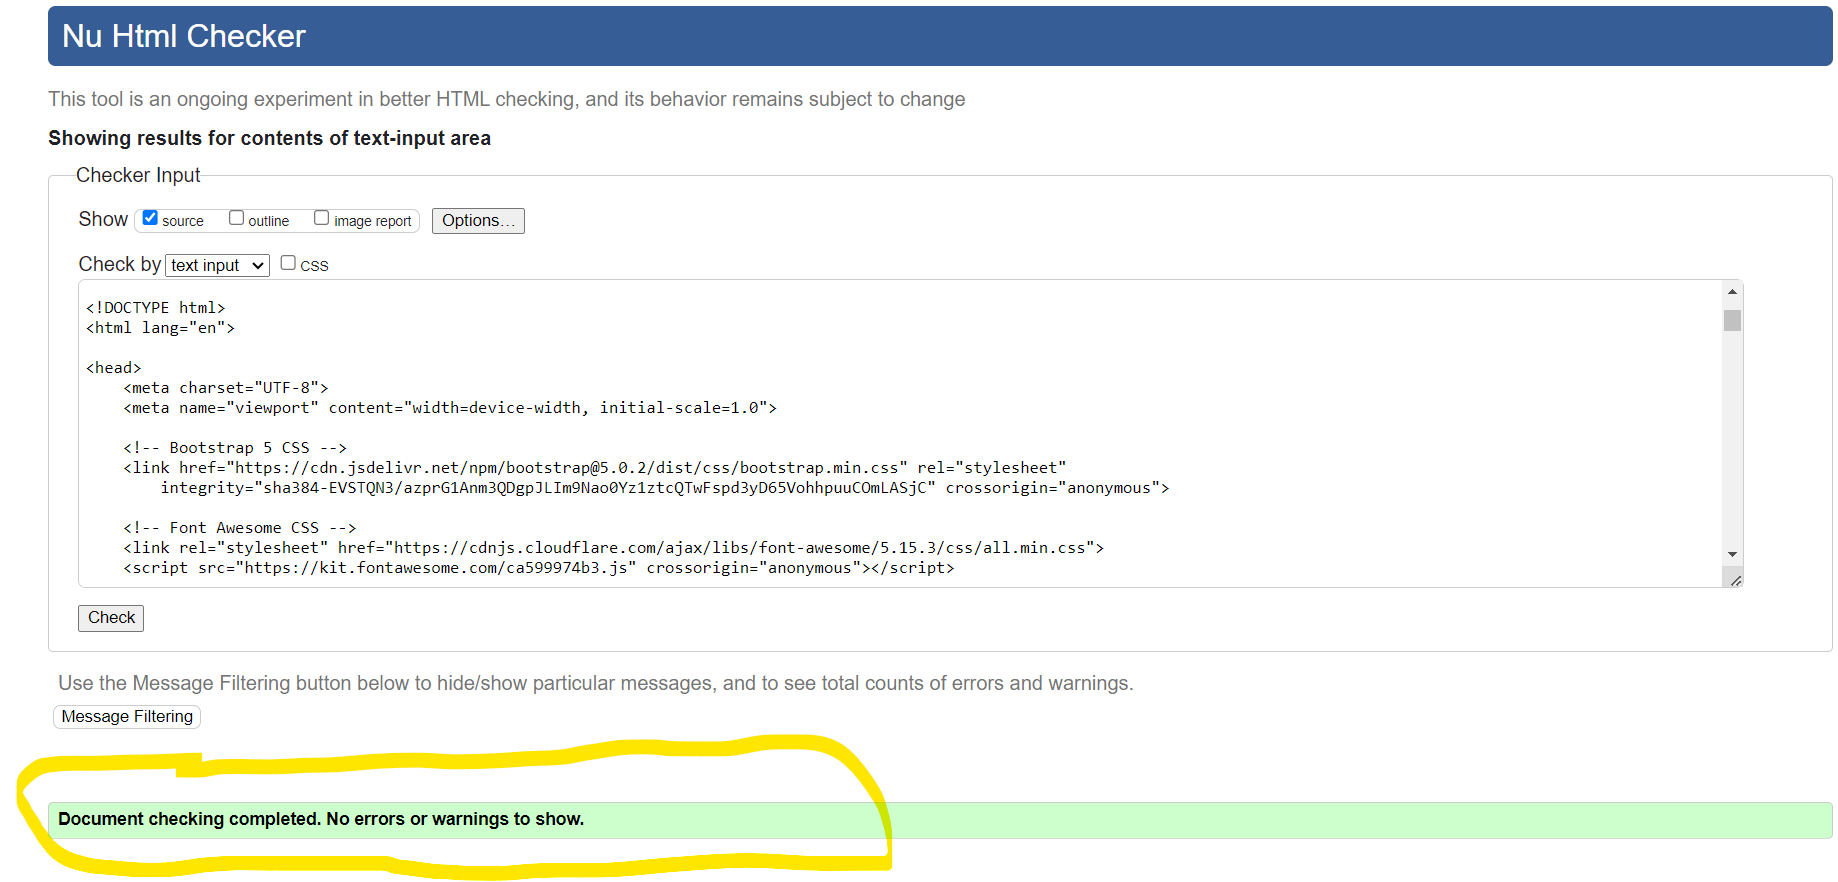 Nu Html Checker
This tool is an ongoing experiment in better HTML checking, and its behavior remains subject to change
Showing results for contents of text-input area
Checker Input
Show source outline image report Options...
Check by text input CSS
<!DOCTYPE html>
<html lang="en">
<head>
<meta charset="UTF-8">
<meta name="viewport" content="width=device-width, initial-scale=1.0">
<!-- Bootstrap 5 CSS -->
<link href="https://cdn.jsdelivr.net/npm/bootstrap@5.0.2/dist/css/bootstrap.min.css" rel="stylesheet"
integrity="sha384-EVSTQN3/azprG1Anm3QDgpJLIm9Nao0Yz1ztcQTwFspd3yD65VohhpuuCOmLASjC" crossorigin="anonymous">
<!-- Font Awesome CSS -->
<link rel="stylesheet" href="https://cdnjs.cloudflare.com/ajax/libs/font-awesome/5.15.3/css/all.min.css">
<script src="https://kit.fontawesome.com/ca599974b3.js" crossorigin="anonymous"></script>
Check
Use the Message Filtering button below to hide/show particular messages, and to see total counts of errors and warnings.
Message Filtering
Document checking completed. No errors or warnings to show.